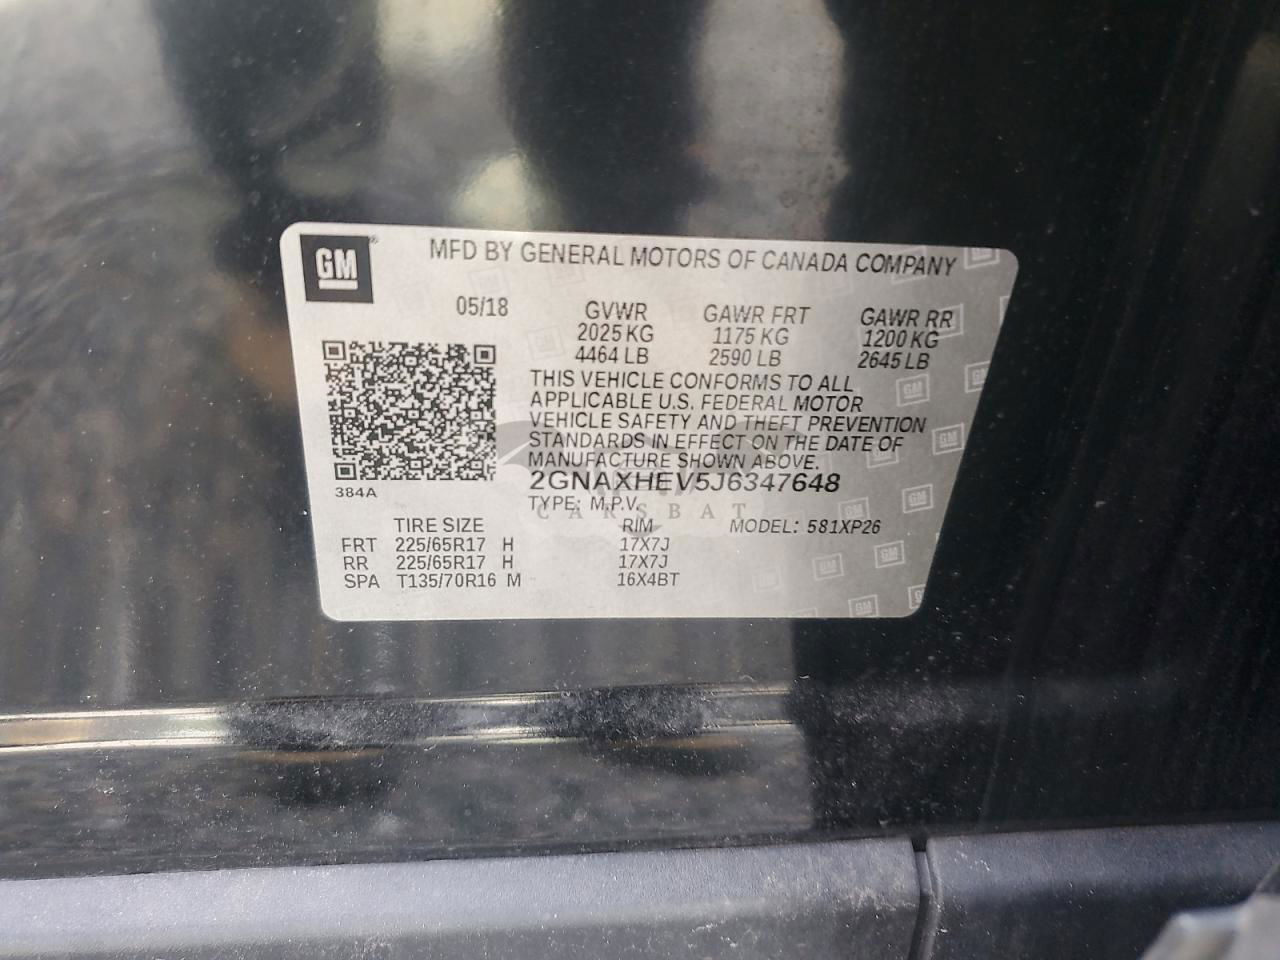 GM
MFD BY GENERAL MOTORS OF CANADA COMPANY
05/18 GVWR GAWR FRT GAWR RR
2025 KG 1175 KG 1200 KG
4464 LB 2590 LB 2645 LB
THIS VEHICLE CONFORMS TO ALL
APPLICABLE U.S. FEDERAL MOTOR
VEHICLE SAFETY AND THEFT PREVENTION
STANDARDS IN EFFECT ON THE DATE OF
MANUFACTURE SHOWN ABOVE.
2GNAXHEV5J6347648
384A
TYPE: M.P.V.
CARSBAT
TIRE SIZE RIM MODEL: 581XP26
FRT 225/65R17 H 17X7J
RR 225/65R17 H 17X7J
SPA T135/70R16 M 16X4BT